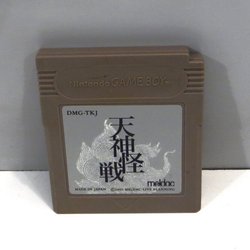 Nintendo GAME BOY
DMG-TKJ
天神怪戦
meldac
MADE IN JAPAN